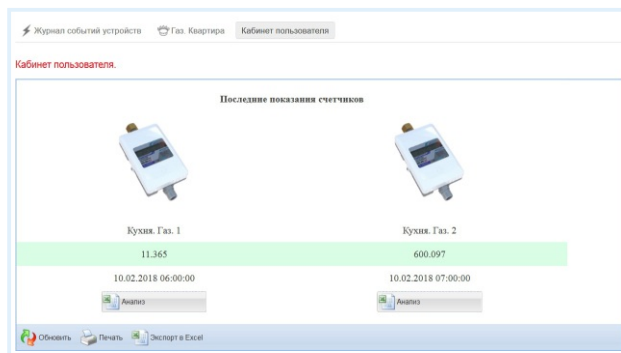 Журнал событий устройств Газ. Квартира Кабинет пользователя
Кабинет пользователя.
Последние показания счетчиков
Кухня. Газ. 1 Кухня. Газ. 2
11.365 600.097
10.02.2018 06:00:00 10.02.2018 07:00:00
Анализ Анализ
Обновить Печать Экспорт в Excel